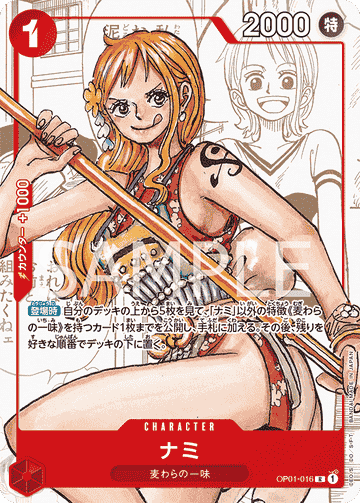 1
2000
特
カウンター +1000
組みたくねェ
SAMPLE
登場時 自分のデッキの上から5枚を見て、「ナミ」以外の特徴《麦わら
の一味》を持つカード1枚までを公開し、手札に加える。その後、残りを
好きな順番でデッキの下に置く。
CHARACTER
ナミ
麦わらの一味
OP01-016 R 1